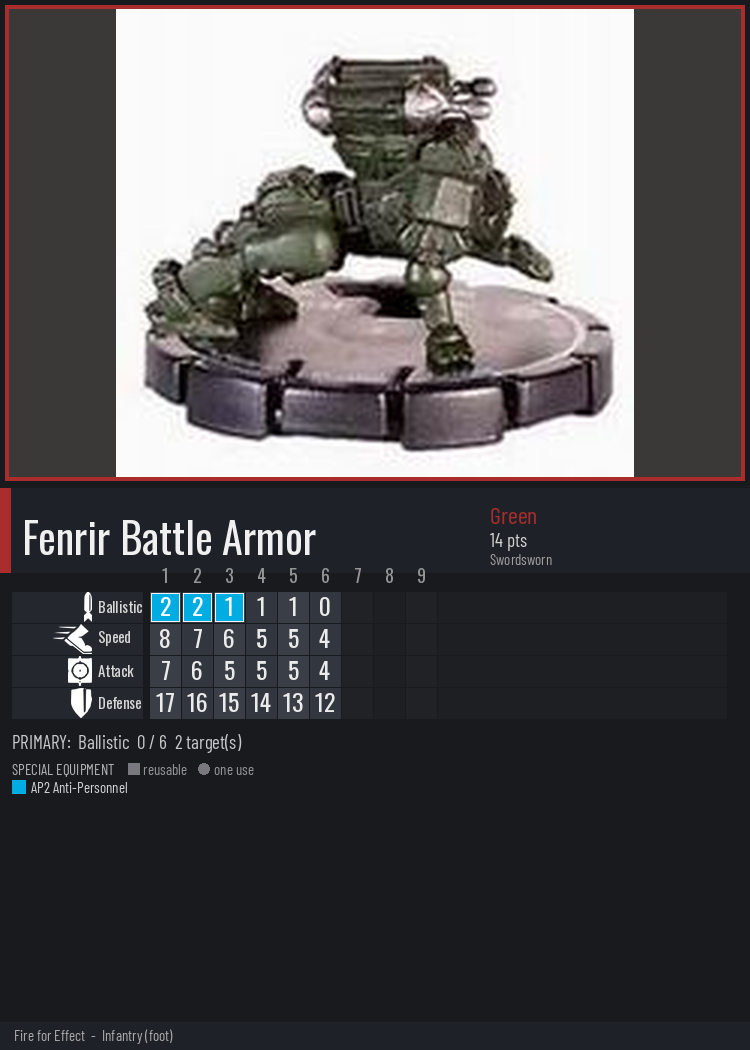 Fenrir Battle Armor
Green
14 pts
Swordsworn
1 2 3 4 5 6 7 8 9
Ballistic 2 2 1 1 1 0
Speed 8 7 6 5 5 4
Attack 7 6 5 5 5 4
Defense 17 16 15 14 13 12
PRIMARY: Ballistic 0 / 6 2 target(s)
SPECIAL EQUIPMENT reusable one use
AP2 Anti-Personnel
Fire for Effect - Infantry (foot)